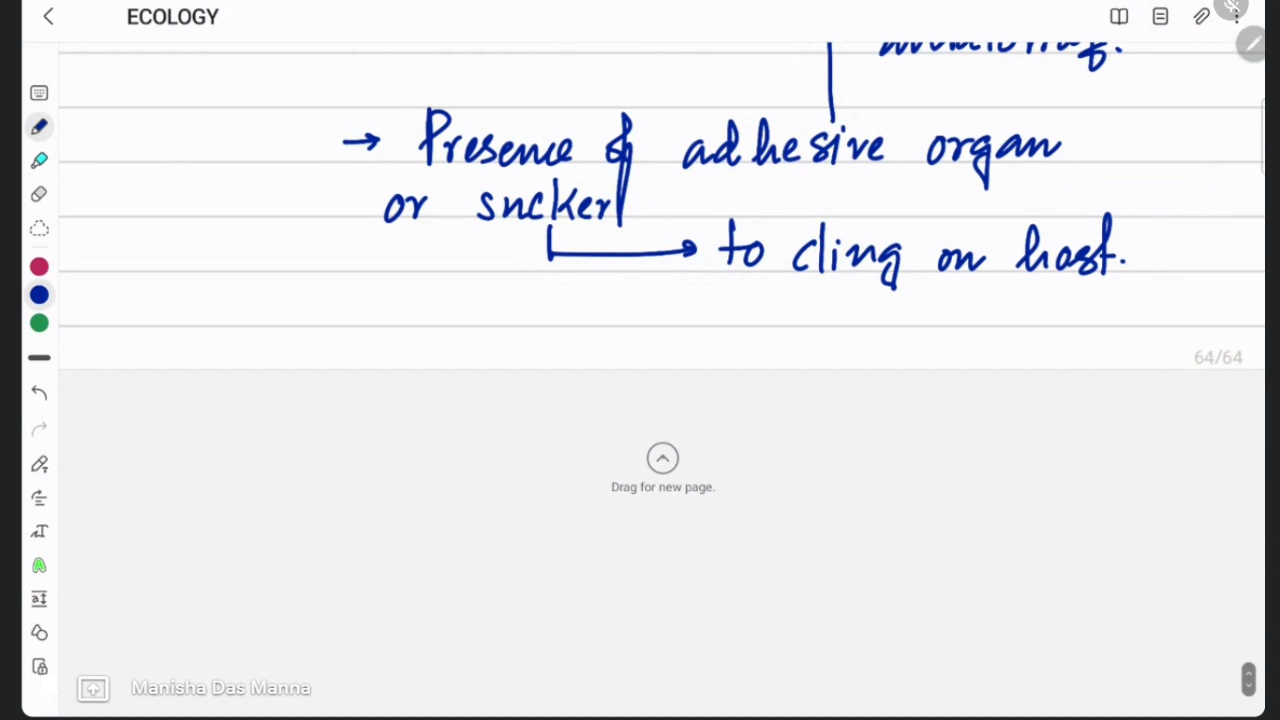 ECOLOGY
→ Presence of adhesive organ
or sucker
to cling on host.
64/64
Drag for new page.
Manisha Das Manna